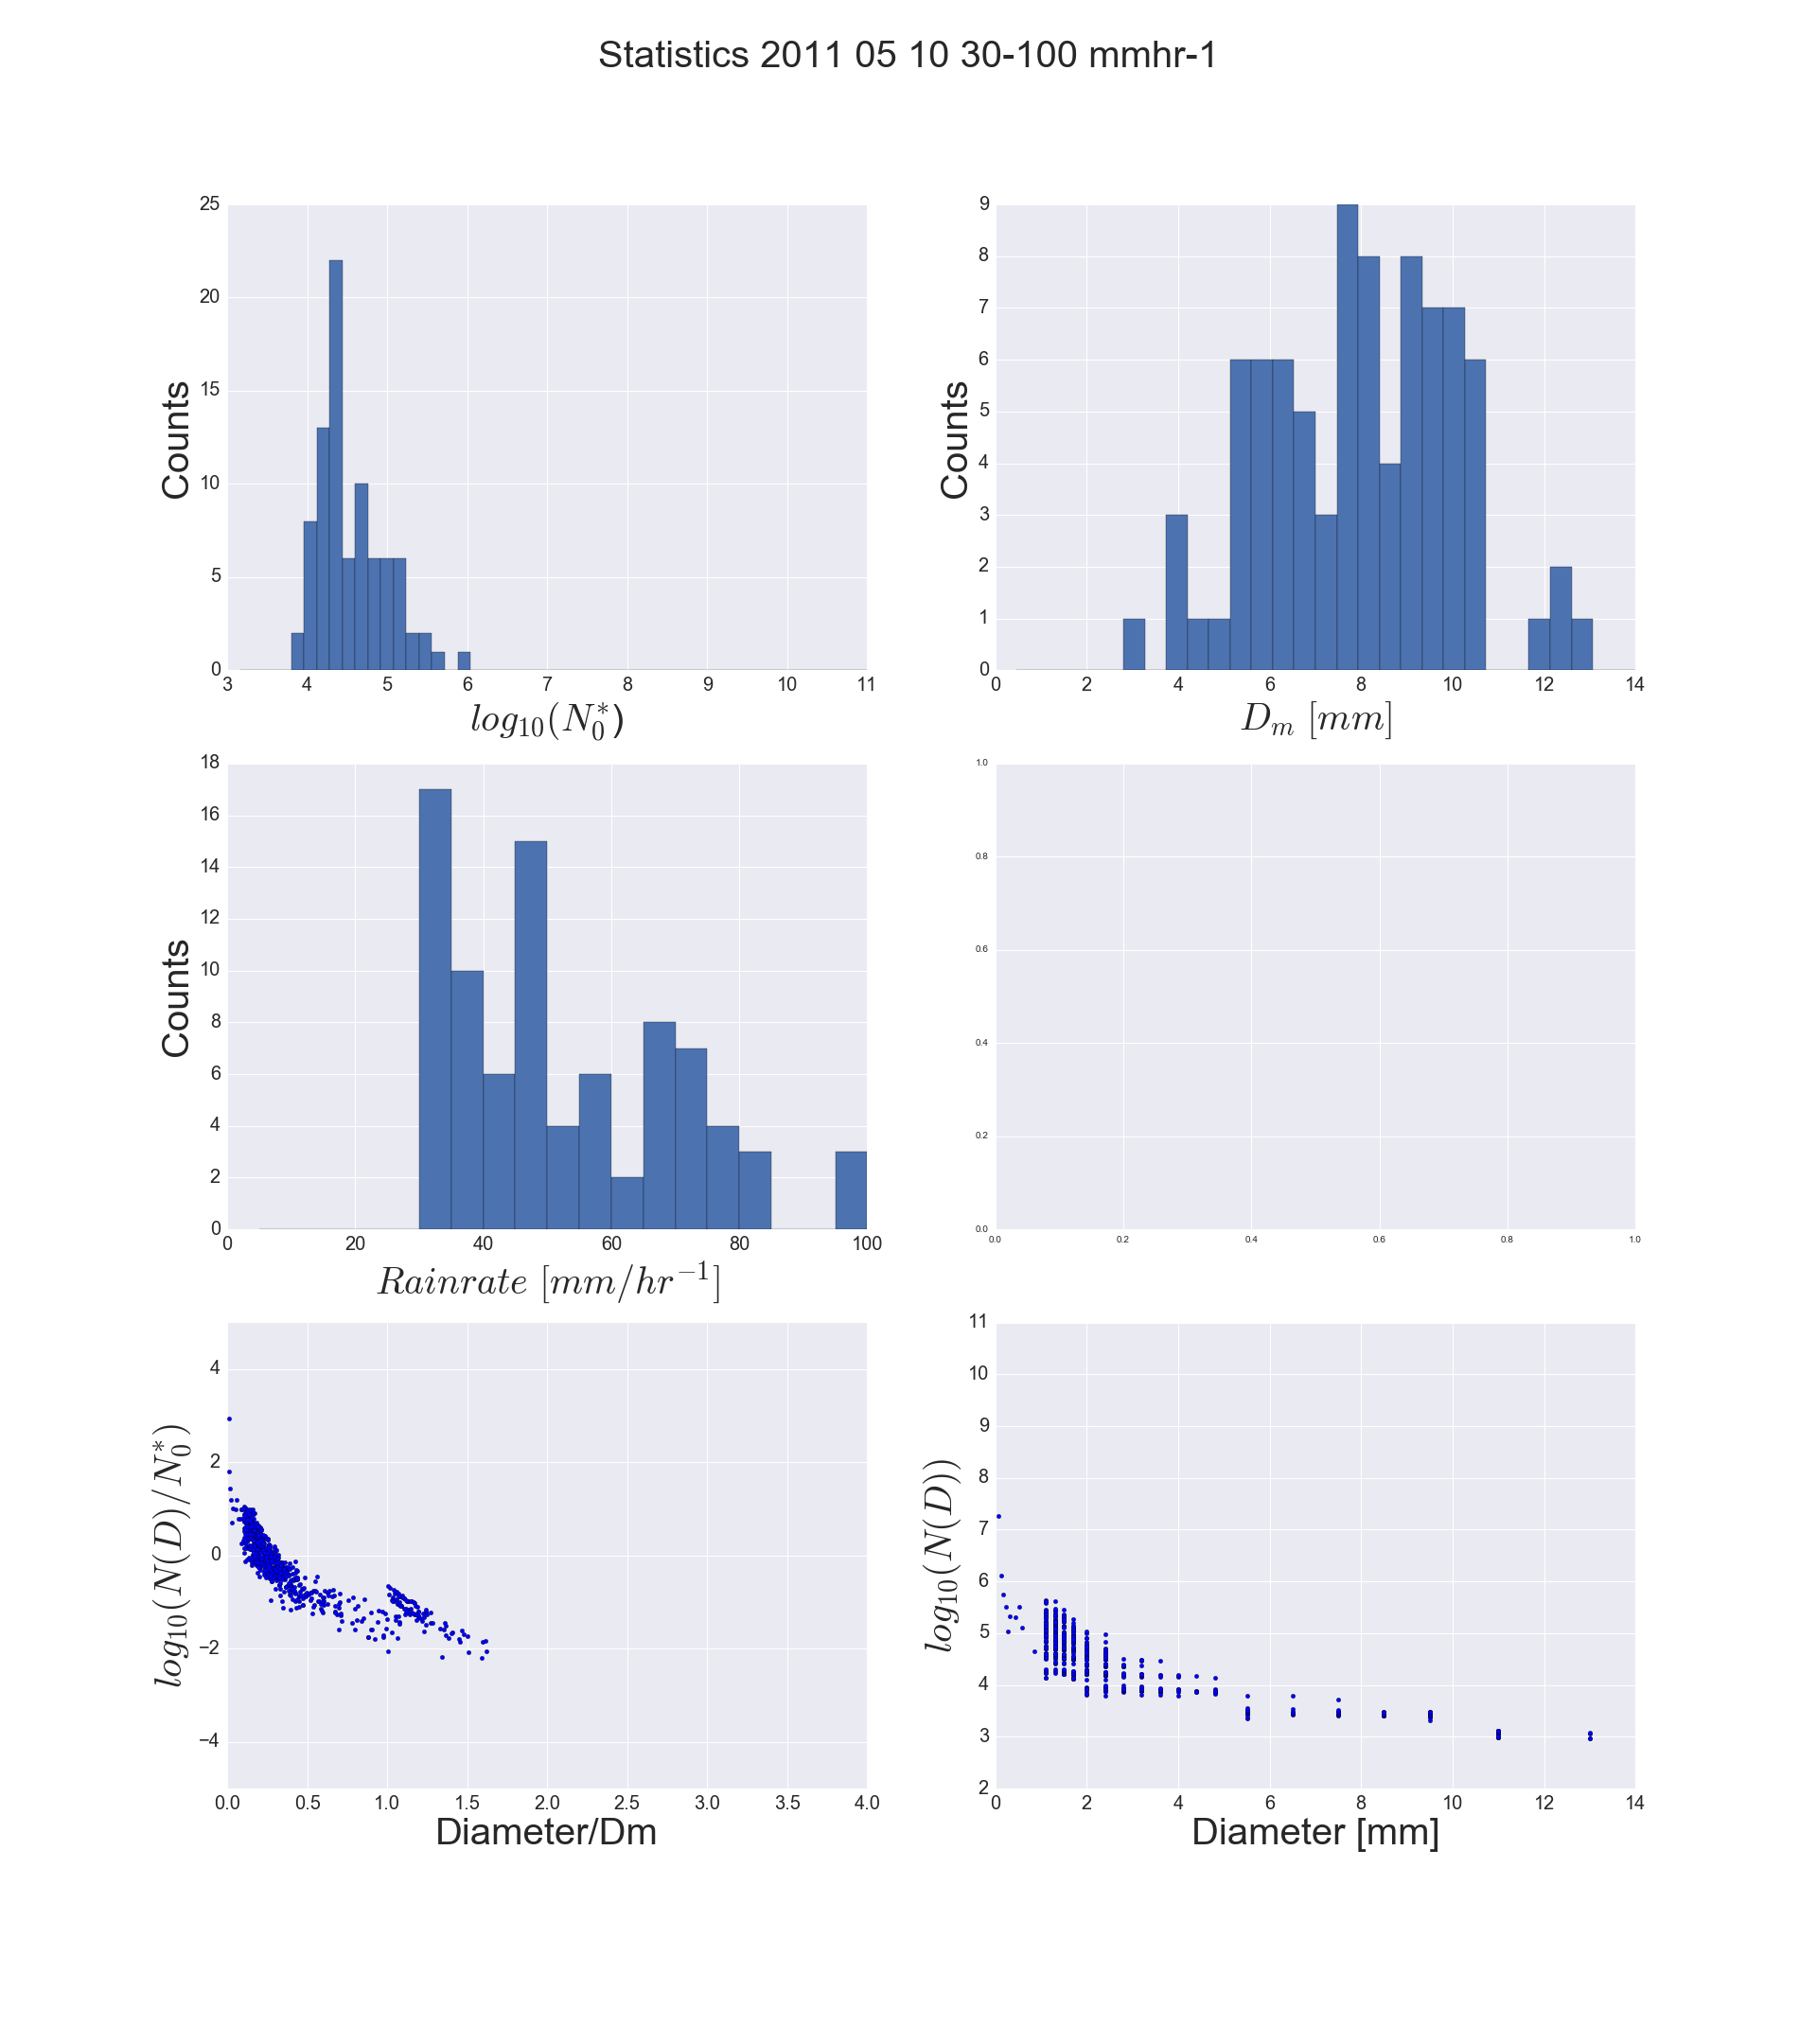 Statistics 2011 05 10 30-100 mmhr-1
25
20
15
10
5
0
Counts
3 4 5 6 7 8 9 10 11
log₁₀(N₀*)
9
8
7
6
5
4
3
2
1
0
Counts
0 2 4 6 8 10 12 14
Dₘ [mm]
18
16
14
12
10
8
6
4
2
0
Counts
0 20 40 60 80 100
Rainrate [mm/hr⁻¹]
1.0
0.8
0.6
0.4
0.2
0.0
0.0 0.2 0.4 0.6 0.8 1.0
4
2
0
−2
−4
log₁₀(N(D)/N₀*)
0.0 0.5 1.0 1.5 2.0 2.5 3.0 3.5 4.0
Diameter/Dm
11
10
9
8
7
6
5
4
3
2
log₁₀(N(D))
0 2 4 6 8 10 12 14
Diameter [mm]